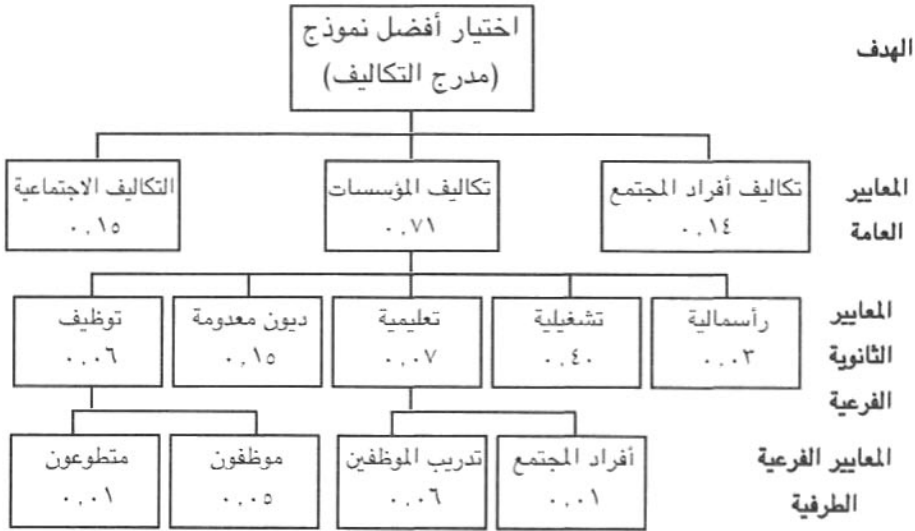 الهدف
اختيار أفضل نموذج
(مدرج التكاليف)
المعايير
العامة
تكاليف أفراد المجتمع
٠,١٤
تكاليف المؤسسات
٠,٧١
التكاليف الاجتماعية
٠,١٥
المعايير
الثانوية
الفرعية
رأسمالية
٠,٠٣
تشغيلية
٠,٤٠
تعليمية
٠,٠٧
ديون معدومة
٠,١٥
توظيف
٠,٠٦
المعايير الفرعية
الطرفية
أفراد المجتمع
٠,٠١
تدريب الموظفين
٠,٠٦
موظفون
٠,٠٥
متطوعون
٠,٠١